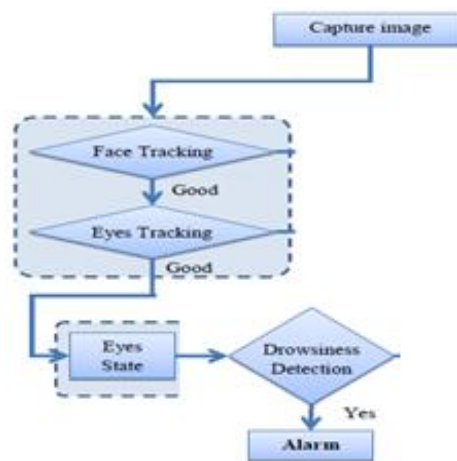 Capture image
Face Tracking
Good
Eyes Tracking
Good
Eyes
State
Drowsiness
Detection
Yes
Alarm